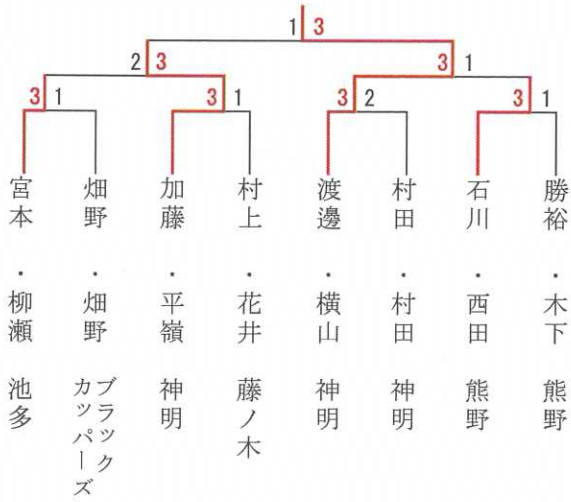 1 3
2 3
3 1
3 1
3 1
3 2
3 1
宮本・柳瀬 池多
畑野・畑野 ブラックカッパーズ
加藤・平嶺 神明
村上・花井 藤ノ木
渡邊・横山 神明
村田・村田 神明
石川・西田 熊野
勝裕・木下 熊野